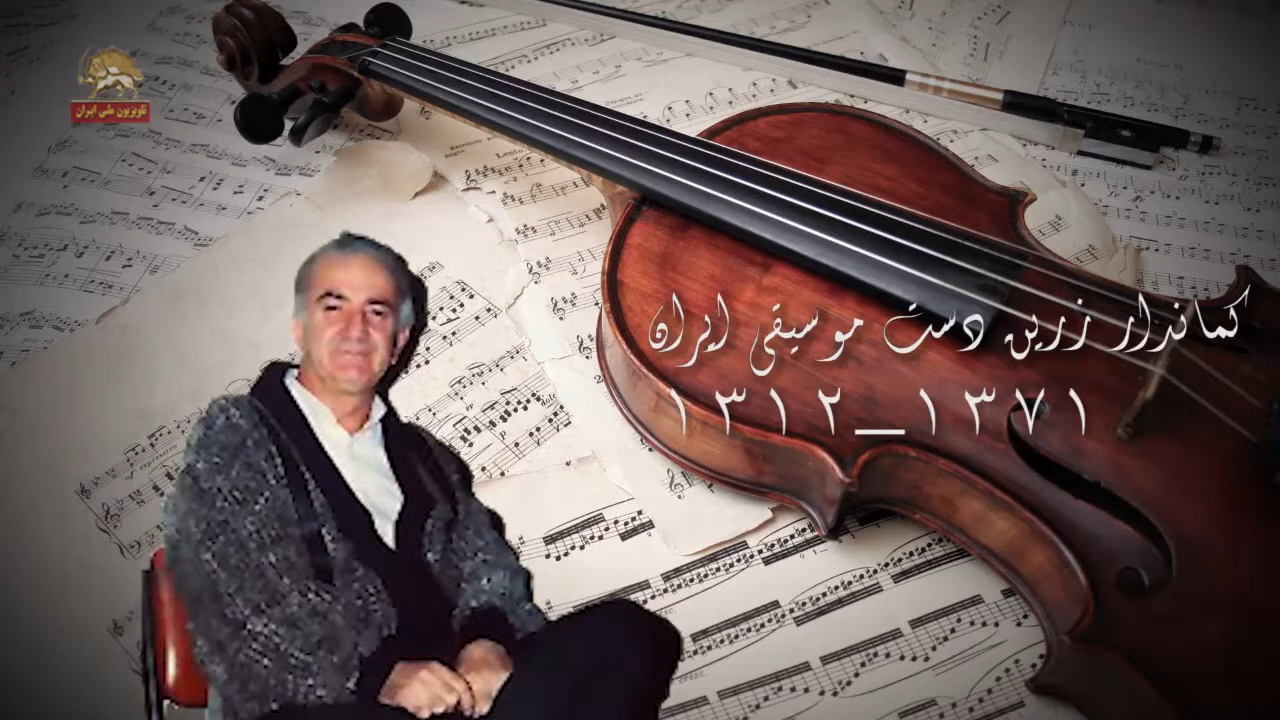 تلویزیون ملی ایران
کماندار زرین دست موسیقی ایران
۱۳۱۲_۱۳۷۱